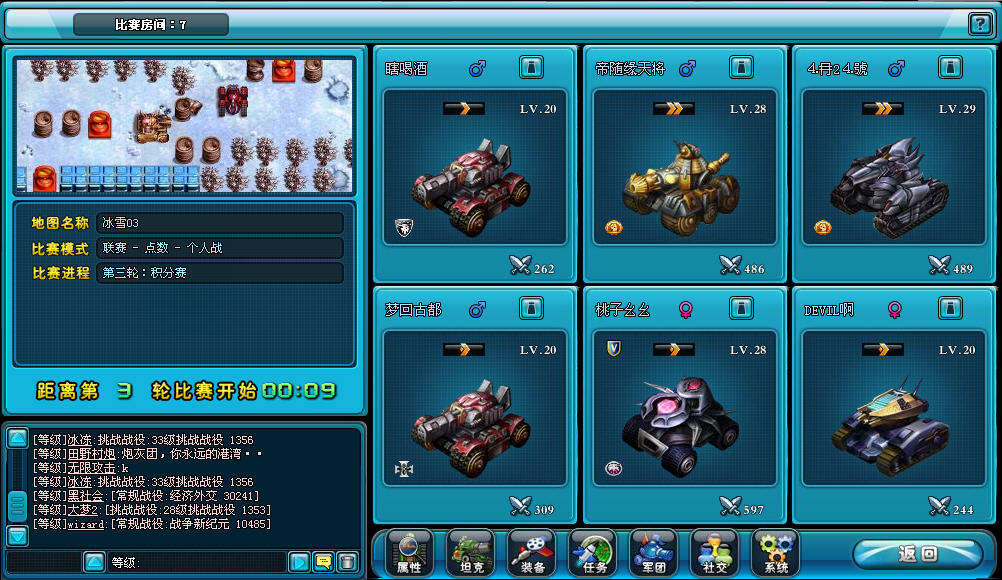 比赛房间：7
?
地图名称 冰雪03
比赛模式 联赛 - 点数 - 个人战
比赛进程 第三轮：积分赛
距离第 3 轮比赛开始00:09
[等级]冰冻:挑战战役:33级挑战战役 1356
[等级]田野村炮:炮灰团，你永远的港湾··
[等级]无限攻击:k
[等级]冰冻:挑战战役:33级挑战战役 1356
[等级]黑社会:[常规战役:经济外交 30241]
[等级]大梦2:[挑战战役:28级挑战战役 1353]
[等级]wizard:[常规战役:战争新纪元 10485]
等级:
瞎喝酒
LV.20
262
帝随缘天将
LV.28
486
4.冄24.號
LV.29
489
梦回古都
LV.20
309
桃子幺幺
V
LV.28
597
DEVIL啊
LV.20
244
属性
坦克
装备
任务
军团
社交
系统
返回